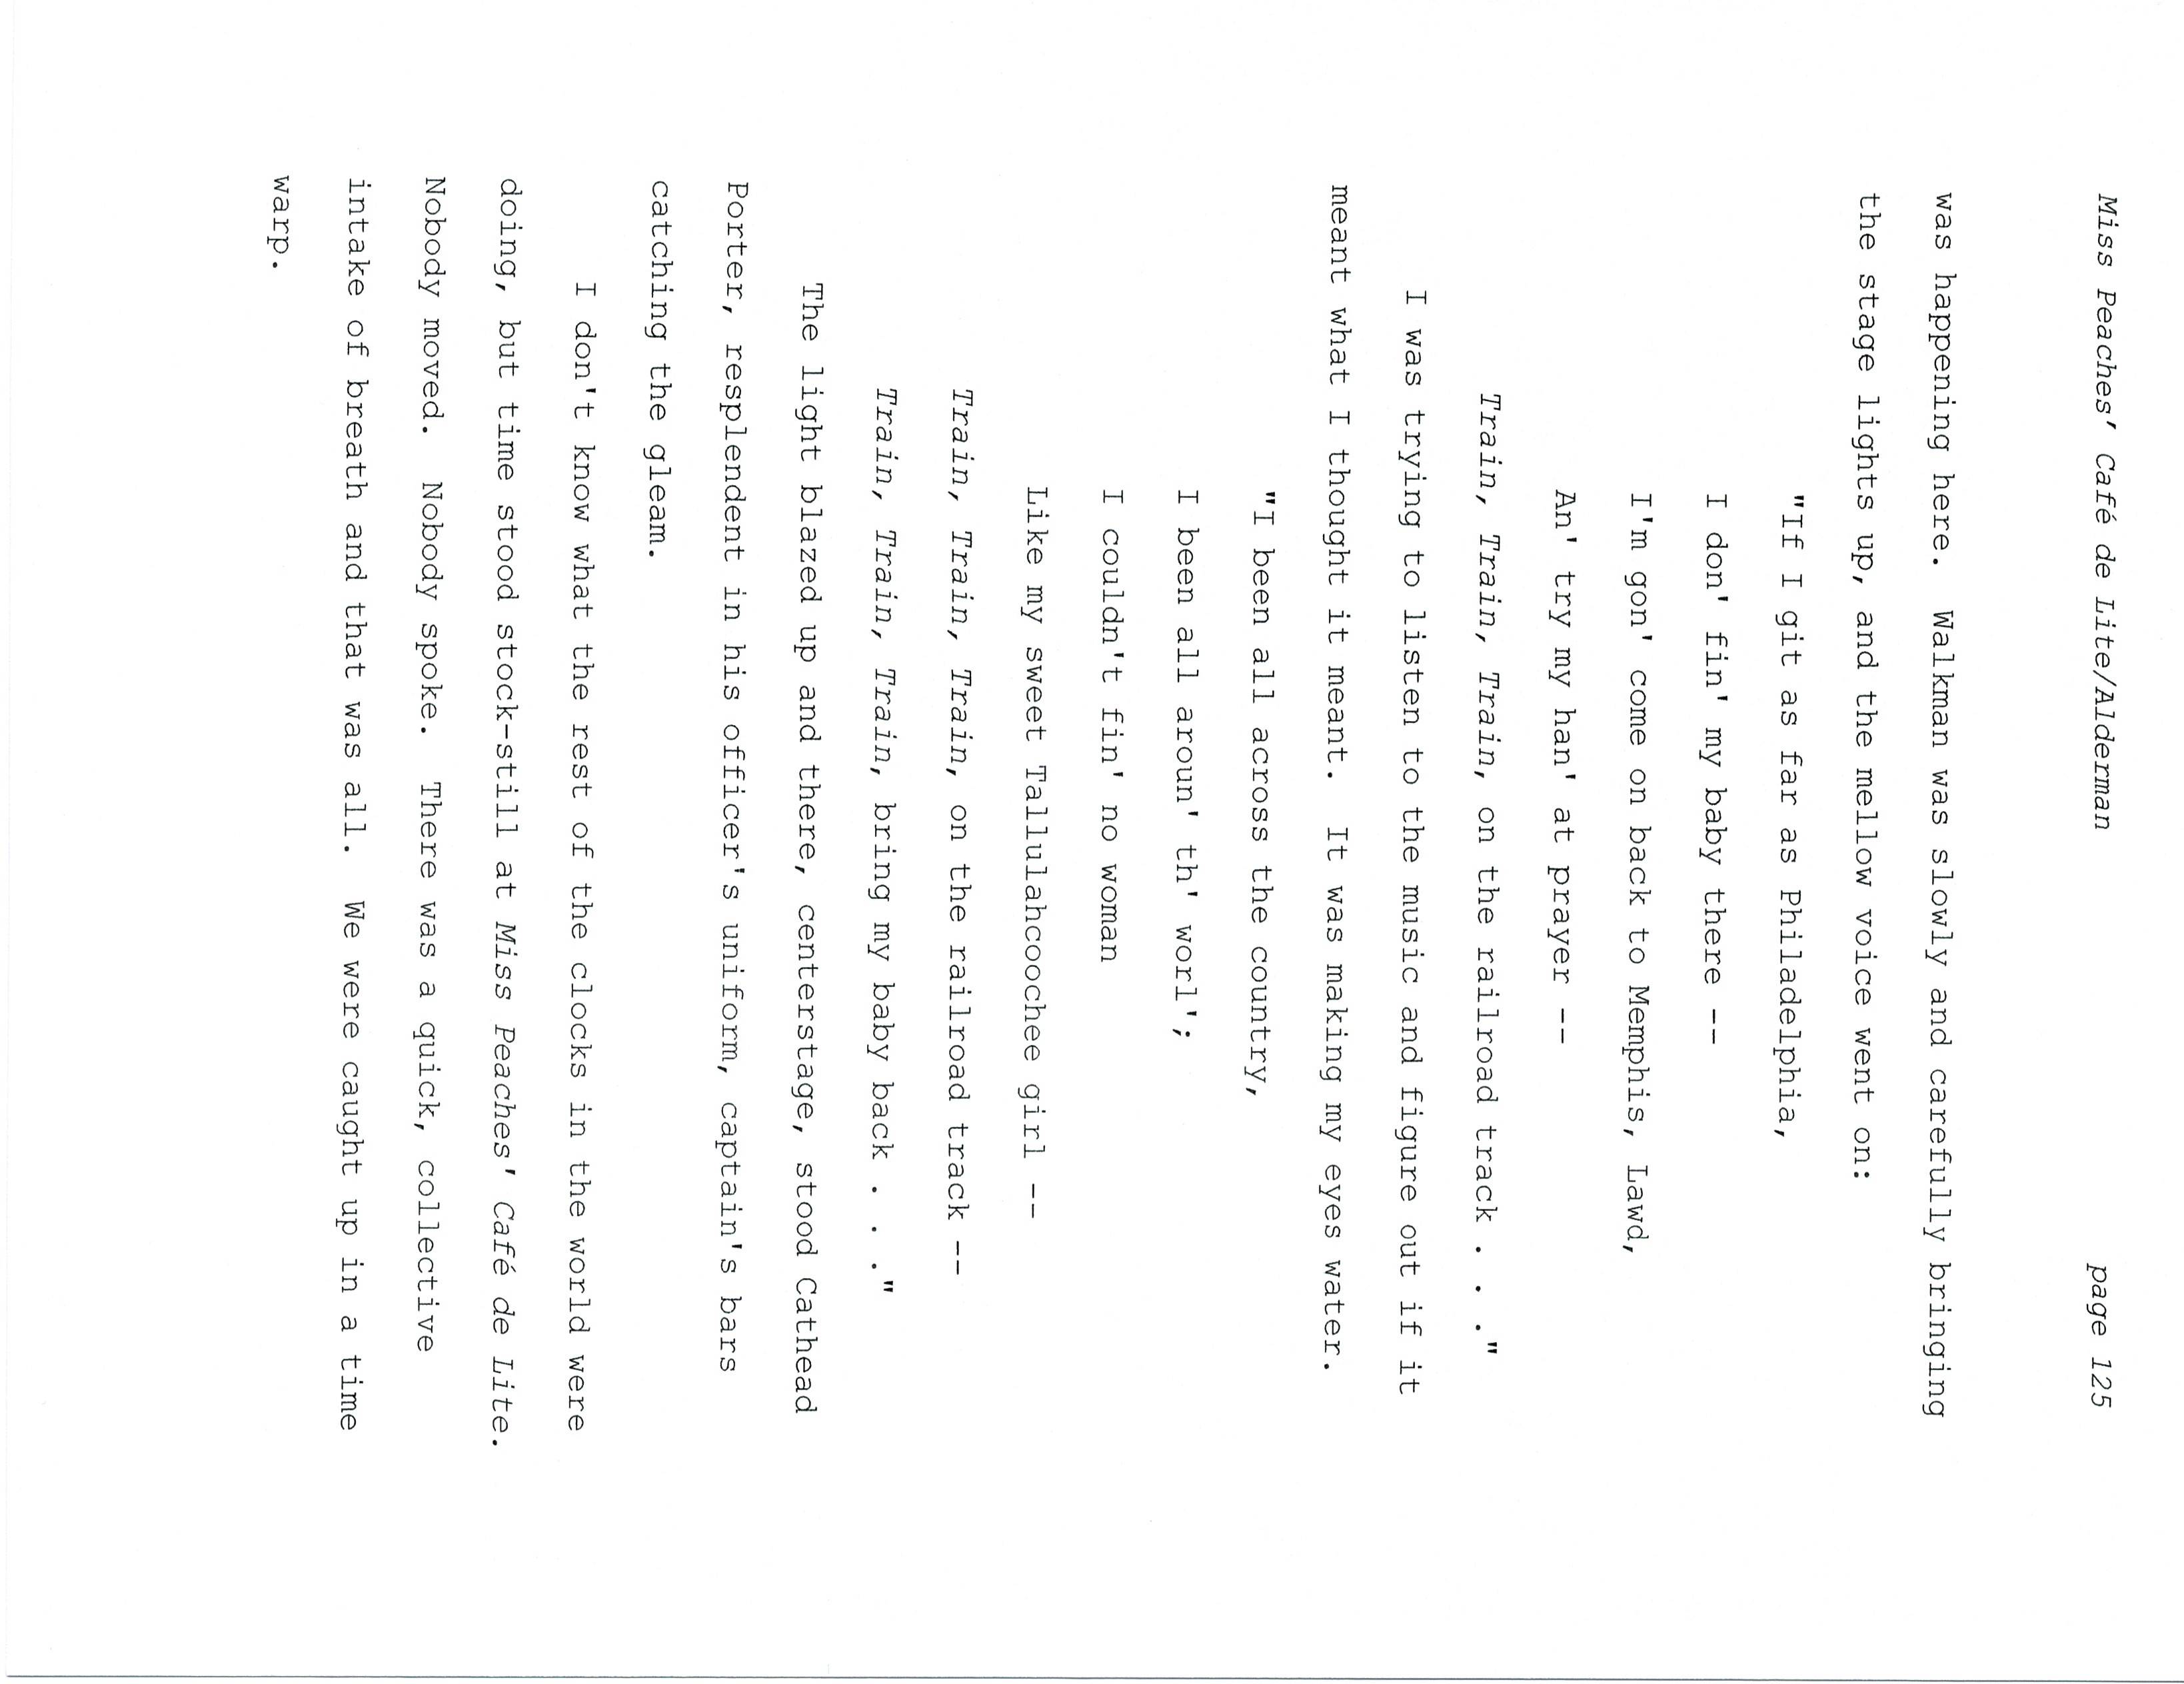 Miss Peaches' Café de Lite/Alderman page 125
was happening here.  Walkman was slowly and carefully bringing
the stage lights up, and the mellow voice went on:
"If I git as far as Philadelphia,
I don' fin' my baby there --
I'm gon' come on back to Memphis, Lawd,
An' try my han' at prayer --
Train, Train, Train, on the railroad track . . ."
I was trying to listen to the music and figure out if it
meant what I thought it meant.  It was making my eyes water.
"I been all across the country,
I been all aroun' th' worl';
I couldn't fin' no woman
Like my sweet Tallulahcoochee girl --
Train, Train, Train, on the railroad track --
Train, Train, Train, bring my baby back . . ."
The light blazed up and there, centerstage, stood Cathead
Porter, resplendent in his officer's uniform, captain's bars
catching the gleam.
I don't know what the rest of the clocks in the world were
doing, but time stood stock-still at Miss Peaches' Café de Lite.
Nobody moved.  Nobody spoke.  There was a quick, collective
intake of breath and that was all.  We were caught up in a time
warp.